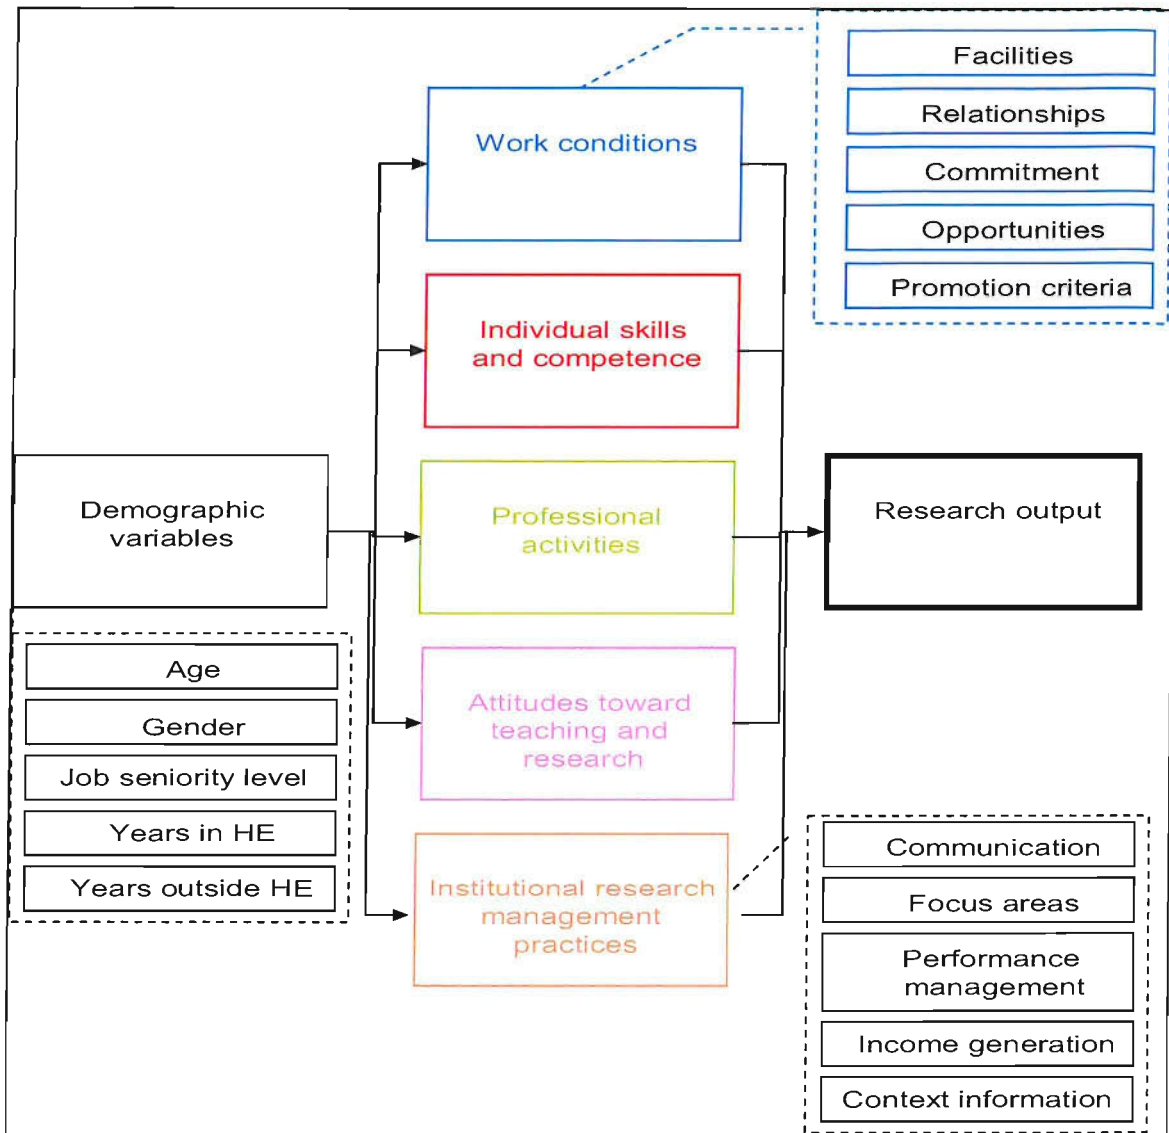 Facilities
Relationships
Commitment
Opportunities
Promotion criteria
Work conditions
Individual skills
and competence
Demographic
variables
Professional
activities
Research output
Age
Gender
Job seniority level
Years in HE
Years outside HE
Attitudes toward
teaching and
research
Institutional research
management
practices
Communication
Focus areas
Performance
management
Income generation
Context information